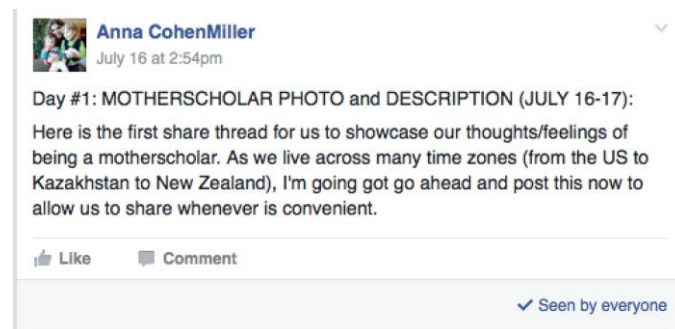 Anna CohenMiller
July 16 at 2:54pm
Day #1: MOTHERSCHOLAR PHOTO and DESCRIPTION (JULY 16-17):
Here is the first share thread for us to showcase our thoughts/feelings of
being a motherscholar. As we live across many time zones (from the US to
Kazakhstan to New Zealand), I'm going got go ahead and post this now to
allow us to share whenever is convenient.
Like Comment
Seen by everyone